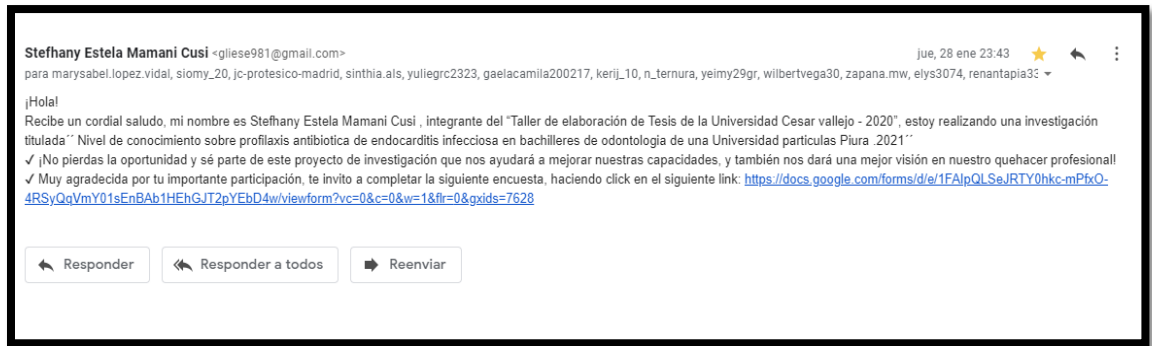 Stefhany Estela Mamani Cusi <gliese981@gmail.com> jue, 28 ene 23:43
para marysabel.lopez.vidal, siomy_20, jc-protesico-madrid, sinthia.als, yuliegrc2323, gaelacamila200217, kerij_10, n_ternura, yeimy29gr, wilbertvega30, zapana.mw, elys3074, renantapia33
¡Hola!
Recibe un cordial saludo, mi nombre es Stefhany Estela Mamani Cusi , integrante del “Taller de elaboración de Tesis de la Universidad Cesar vallejo - 2020”, estoy realizando una investigación
titulada´´ Nivel de conocimiento sobre profilaxis antibiotica de endocarditis infecciosa en bachilleres de odontologia de una Universidad particulas Piura .2021´´
✓ ¡No pierdas la oportunidad y sé parte de este proyecto de investigación que nos ayudará a mejorar nuestras capacidades, y también nos dará una mejor visión en nuestro quehacer profesional!
✓ Muy agradecida por tu importante participación, te invito a completar la siguiente encuesta, haciendo click en el siguiente link: https://docs.google.com/forms/d/e/1FAIpQLSeJRTY0hkc-mPfxO-
4RSyQqVmY01sEnBAb1HEhGJT2pYEbD4w/viewform?vc=0&c=0&w=1&flr=0&gxids=7628
Responder Responder a todos Reenviar